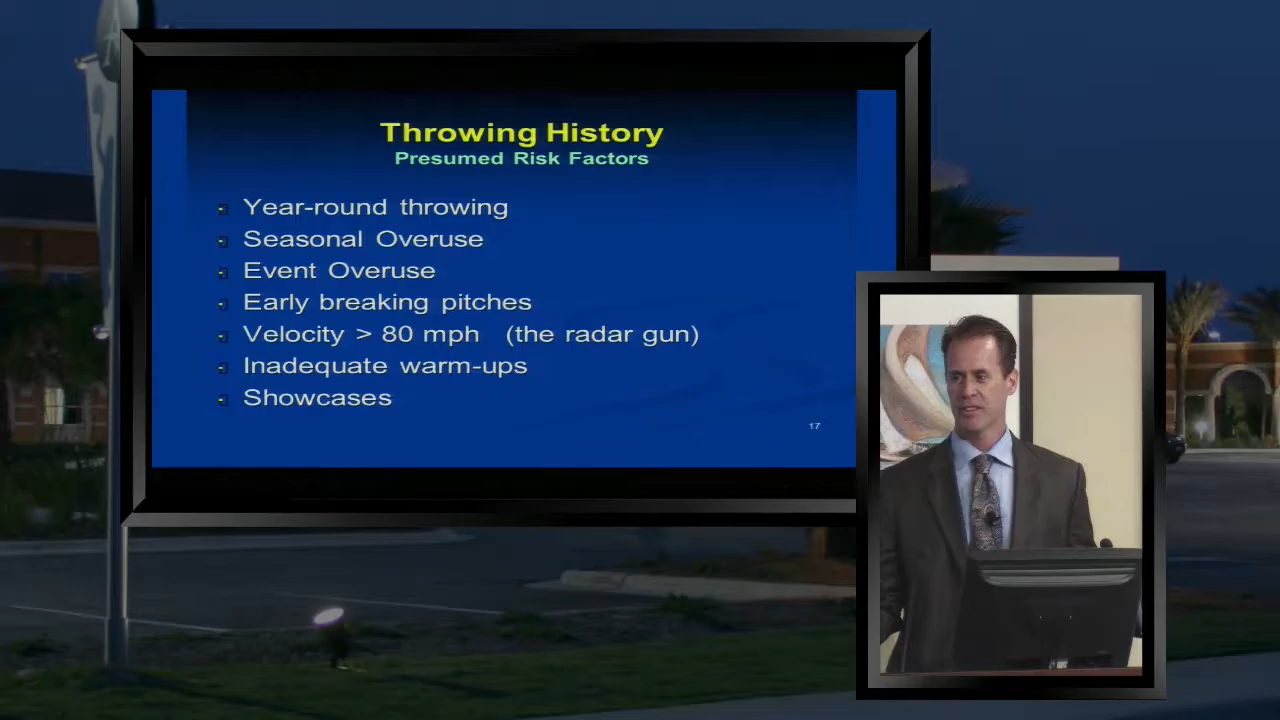 Throwing History
Presumed Risk Factors
Year-round throwing
Seasonal Overuse
Event Overuse
Early breaking pitches
Velocity > 80 mph (the radar gun)
Inadequate warm-ups
Showcases
17